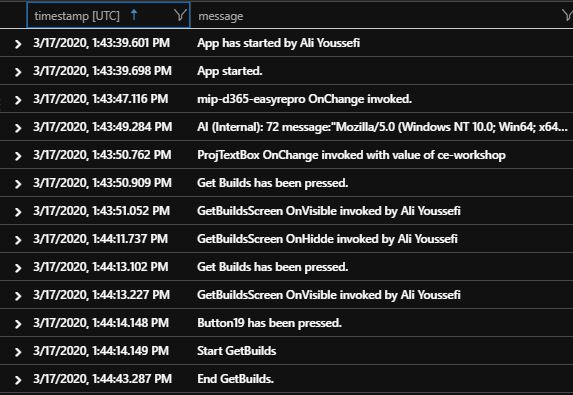 timestamp [UTC] message
3/17/2020, 1:43:39.601 PM App has started by Ali Youssefi
3/17/2020, 1:43:39.698 PM App started.
3/17/2020, 1:43:47.116 PM mip-d365-easyrepro OnChange invoked.
3/17/2020, 1:43:49.284 PM AI (Internal): 72 message:"Mozilla/5.0 (Windows NT 10.0; Win64; x64...
3/17/2020, 1:43:50.762 PM ProjTextBox OnChange invoked with value of ce-workshop
3/17/2020, 1:43:50.909 PM Get Builds has been pressed.
3/17/2020, 1:43:51.052 PM GetBuildsScreen OnVisible invoked by Ali Youssefi
3/17/2020, 1:44:11.737 PM GetBuildsScreen OnHidde invoked by Ali Youssefi
3/17/2020, 1:44:13.102 PM Get Builds has been pressed.
3/17/2020, 1:44:13.227 PM GetBuildsScreen OnVisible invoked by Ali Youssefi
3/17/2020, 1:44:14.148 PM Button19 has been pressed.
3/17/2020, 1:44:14.149 PM Start GetBuilds
3/17/2020, 1:44:43.287 PM End GetBuilds.